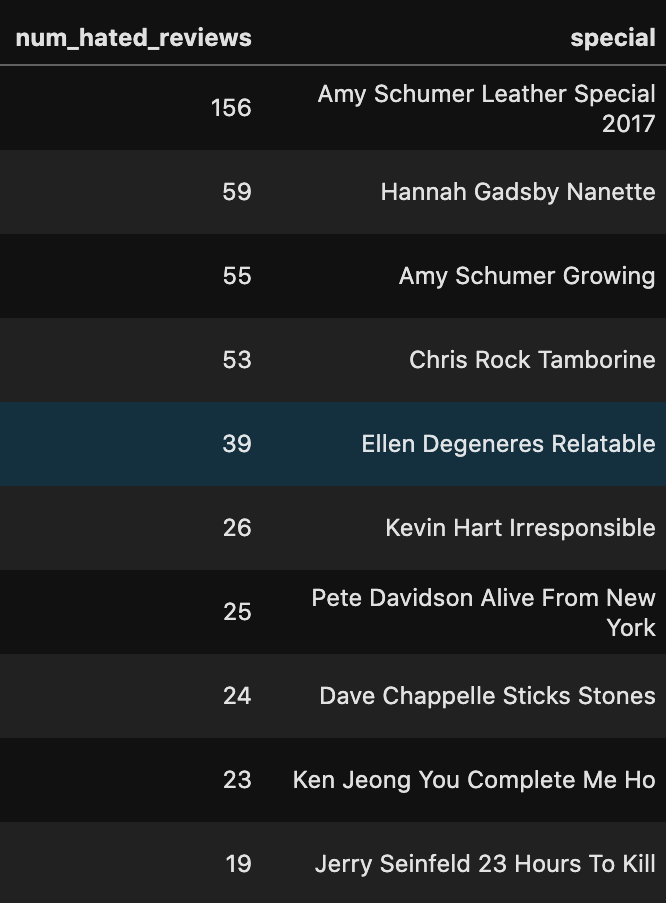 num_hated_reviews special
156 Amy Schumer Leather Special
2017
59 Hannah Gadsby Nanette
55 Amy Schumer Growing
53 Chris Rock Tamborine
39 Ellen Degeneres Relatable
26 Kevin Hart Irresponsible
25 Pete Davidson Alive From New
York
24 Dave Chappelle Sticks Stones
23 Ken Jeong You Complete Me Ho
19 Jerry Seinfeld 23 Hours To Kill